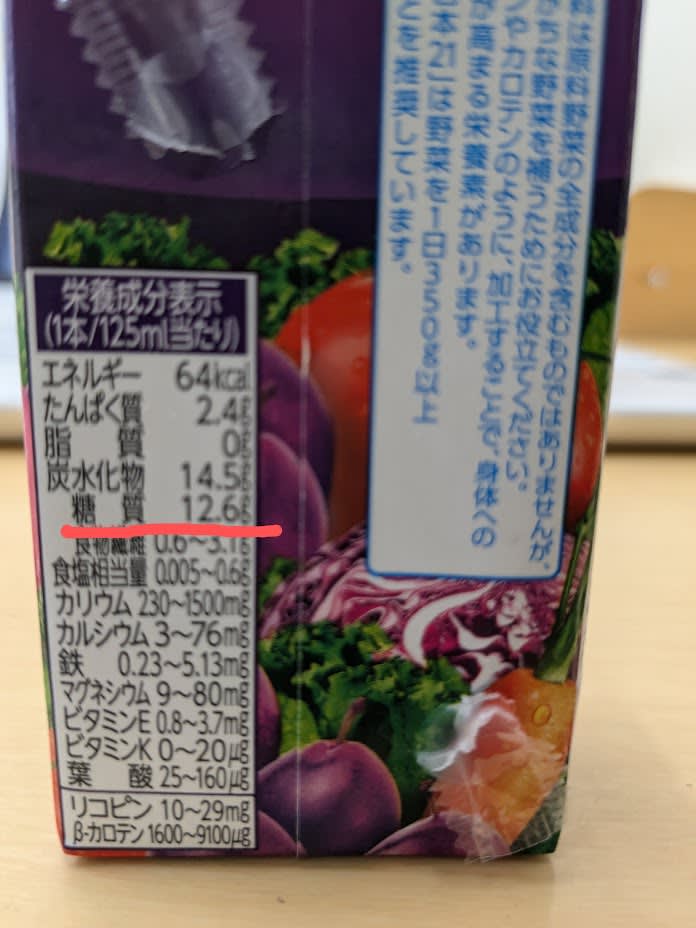 栄養成分表示
(1本/125ml当たり)
エネルギー 64kcal
たんぱく質 2.4g
脂質 0g
炭水化物 14.5g
糖質 12.6g
食物繊維 0.6~3.1g
食塩相当量 0.005~0.6g
カリウム 230~1500mg
カルシウム 3~76mg
鉄 0.23~5.13mg
マグネシウム 9~80mg
ビタミンE 0.8~3.7mg
ビタミンK 0~20μg
葉酸 25~160μg
リコピン 10~29mg
β-カロテン 1600~9100μg
料は原料野菜の全成分を含むものではありませんが、
がちな野菜を補うためにお役立てください。
ンやカロテンのように、加工することで、身体への
が高まる栄養素があります。
本21」は野菜を1日350g以上
とを推奨しています。